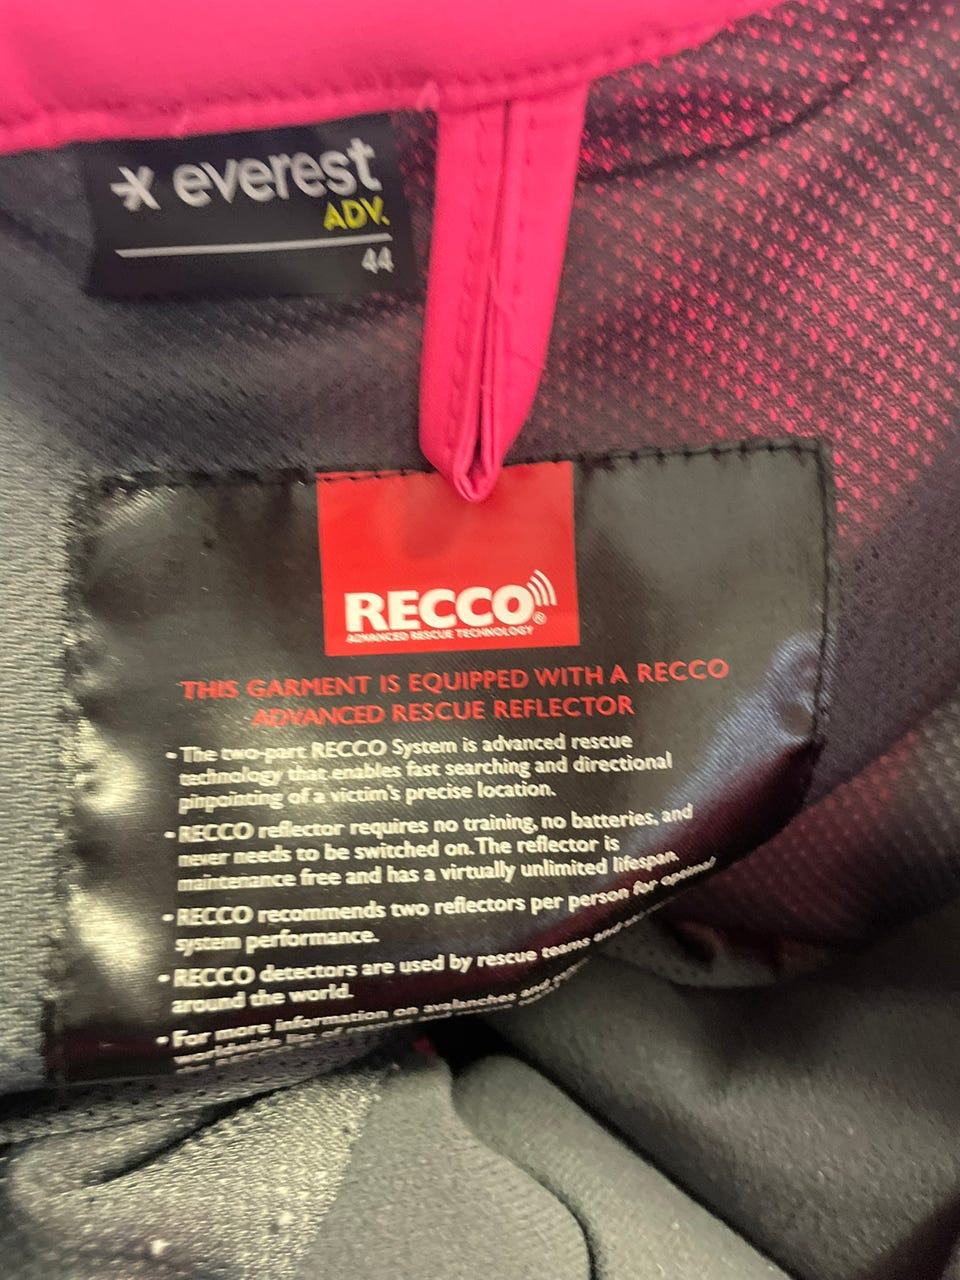 everest
ADV.
44
RECCO®
ADVANCED RESCUE TECHNOLOGY
THIS GARMENT IS EQUIPPED WITH A RECCO
ADVANCED RESCUE REFLECTOR
• The two-part RECCO System is advanced rescue
technology that enables fast searching and directional
pinpointing of a victim's precise location.
• RECCO reflector requires no training, no batteries, and
never needs to be switched on. The reflector is
maintenance free and has a virtually unlimited lifespan.
• RECCO recommends two reflectors per person for optimal
system performance.
• RECCO detectors are used by rescue teams and
around the world.
• For more information on avalanches and
worldwide list of